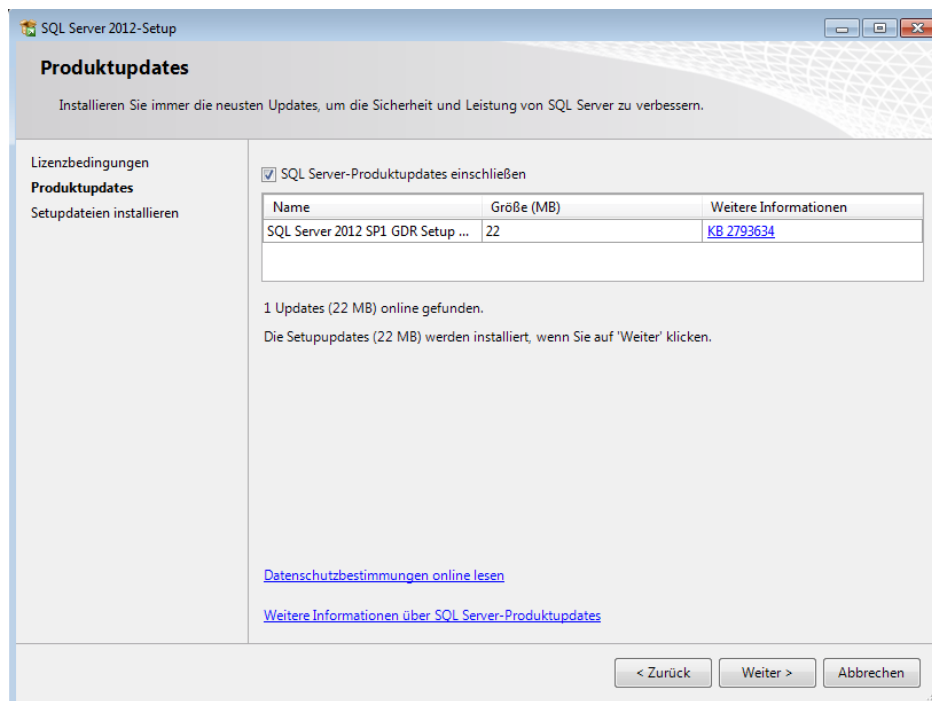 SQL Server 2012-Setup
Produktupdates
Installieren Sie immer die neusten Updates, um die Sicherheit und Leistung von SQL Server zu verbessern.
Lizenzbedingungen
Produktupdates
Setupdateien installieren
SQL Server-Produktupdates einschließen
Name Größe (MB) Weitere Informationen
SQL Server 2012 SP1 GDR Setup ... 22 KB 2793634
1 Updates (22 MB) online gefunden.
Die Setupupdates (22 MB) werden installiert, wenn Sie auf 'Weiter' klicken.
Datenschutzbestimmungen online lesen
Weitere Informationen über SQL Server-Produktupdates
< Zurück Weiter > Abbrechen